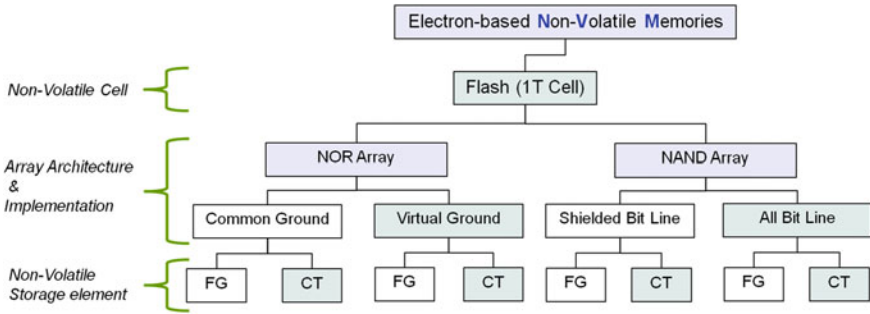 Electron-based Non-Volatile Memories
Non-Volatile Cell
Flash (1T Cell)
Array Architecture
&
Implementation
NOR Array
NAND Array
Common Ground
Virtual Ground
Shielded Bit Line
All Bit Line
Non-Volatile
Storage element
FG
CT
FG
CT
FG
CT
FG
CT